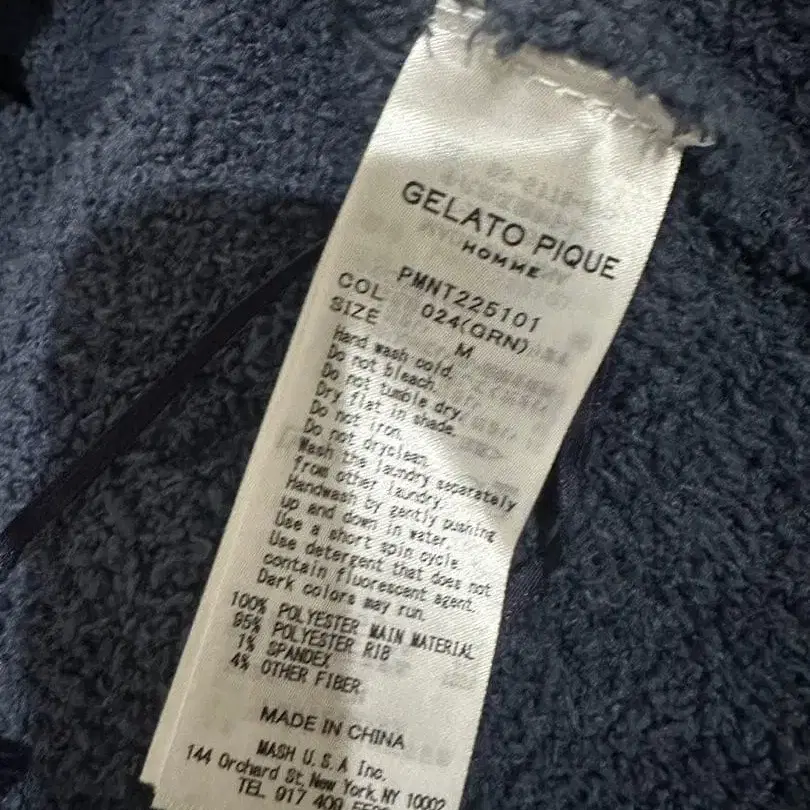 GELATO PIQUE
HOMME
PMNT225101
COL 024(GRN)
SIZE M
Hand wash cold.
Do not bleach.
Do not tumble dry.
Dry flat in shade.
Do not iron.
Do not dryclean.
Wash the laundry separately
from other laundry.
Handwash by gently pushing
up and down in water.
Use a short spin cycle.
Use detergent that does not
contain fluorescent agent.
Dark colors may run.
100% POLYESTER MAIN MATERIAL
95% POLYESTER RIB
1% SPANDEX
4% OTHER FIBER
MADE IN CHINA
MASH U.S.A Inc.
144 Orchard St, New York, NY 10002
TEL 917 409